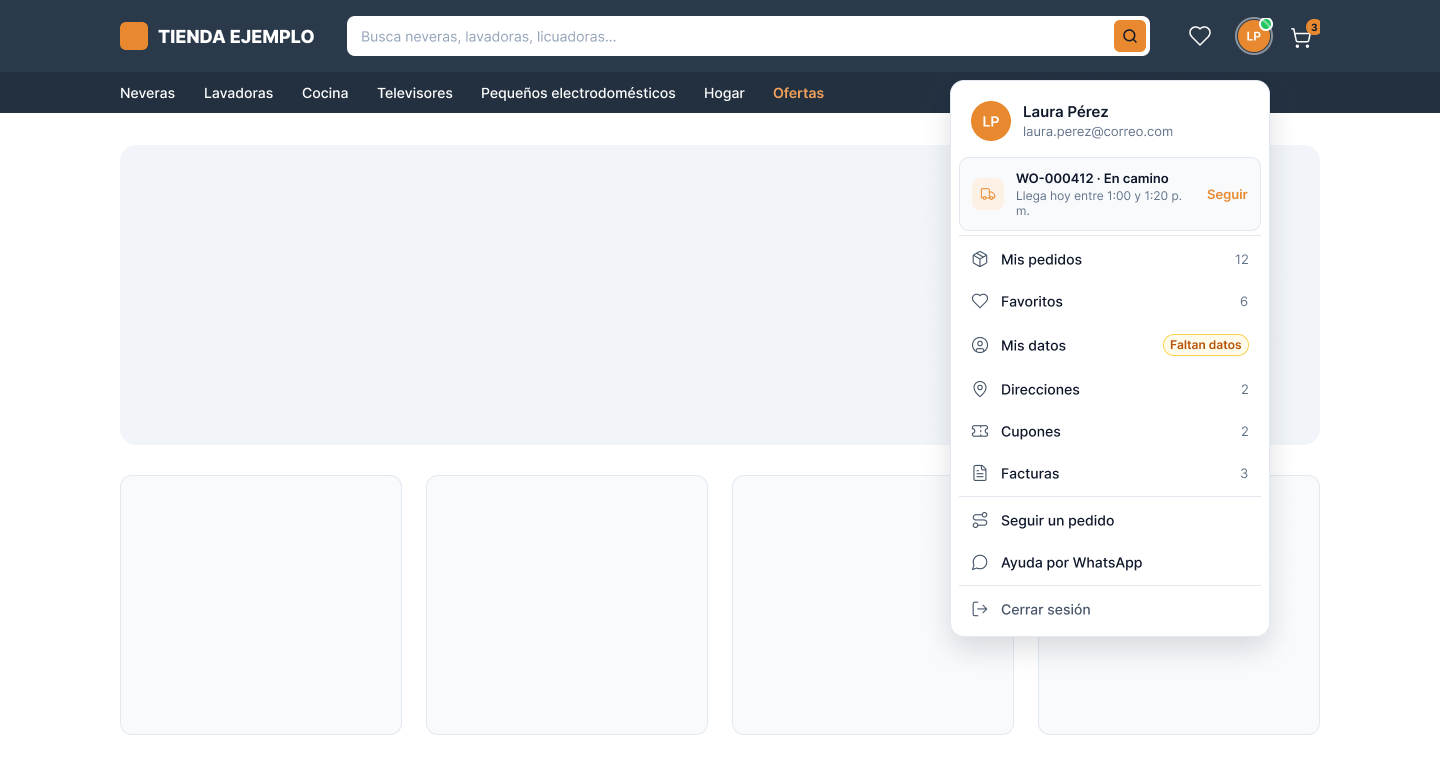 TIENDA EJEMPLO
Busca neveras, lavadoras, licuadoras...
LP
3
Neveras
Lavadoras
Cocina
Televisores
Pequeños electrodomésticos
Hogar
Ofertas
LP
Laura Pérez
laura.perez@correo.com
WO-000412 · En camino
Llega hoy entre 1:00 y 1:20 p.
m.
Seguir
Mis pedidos
12
Favoritos
6
Mis datos
Faltan datos
Direcciones
2
Cupones
2
Facturas
3
Seguir un pedido
Ayuda por WhatsApp
Cerrar sesión